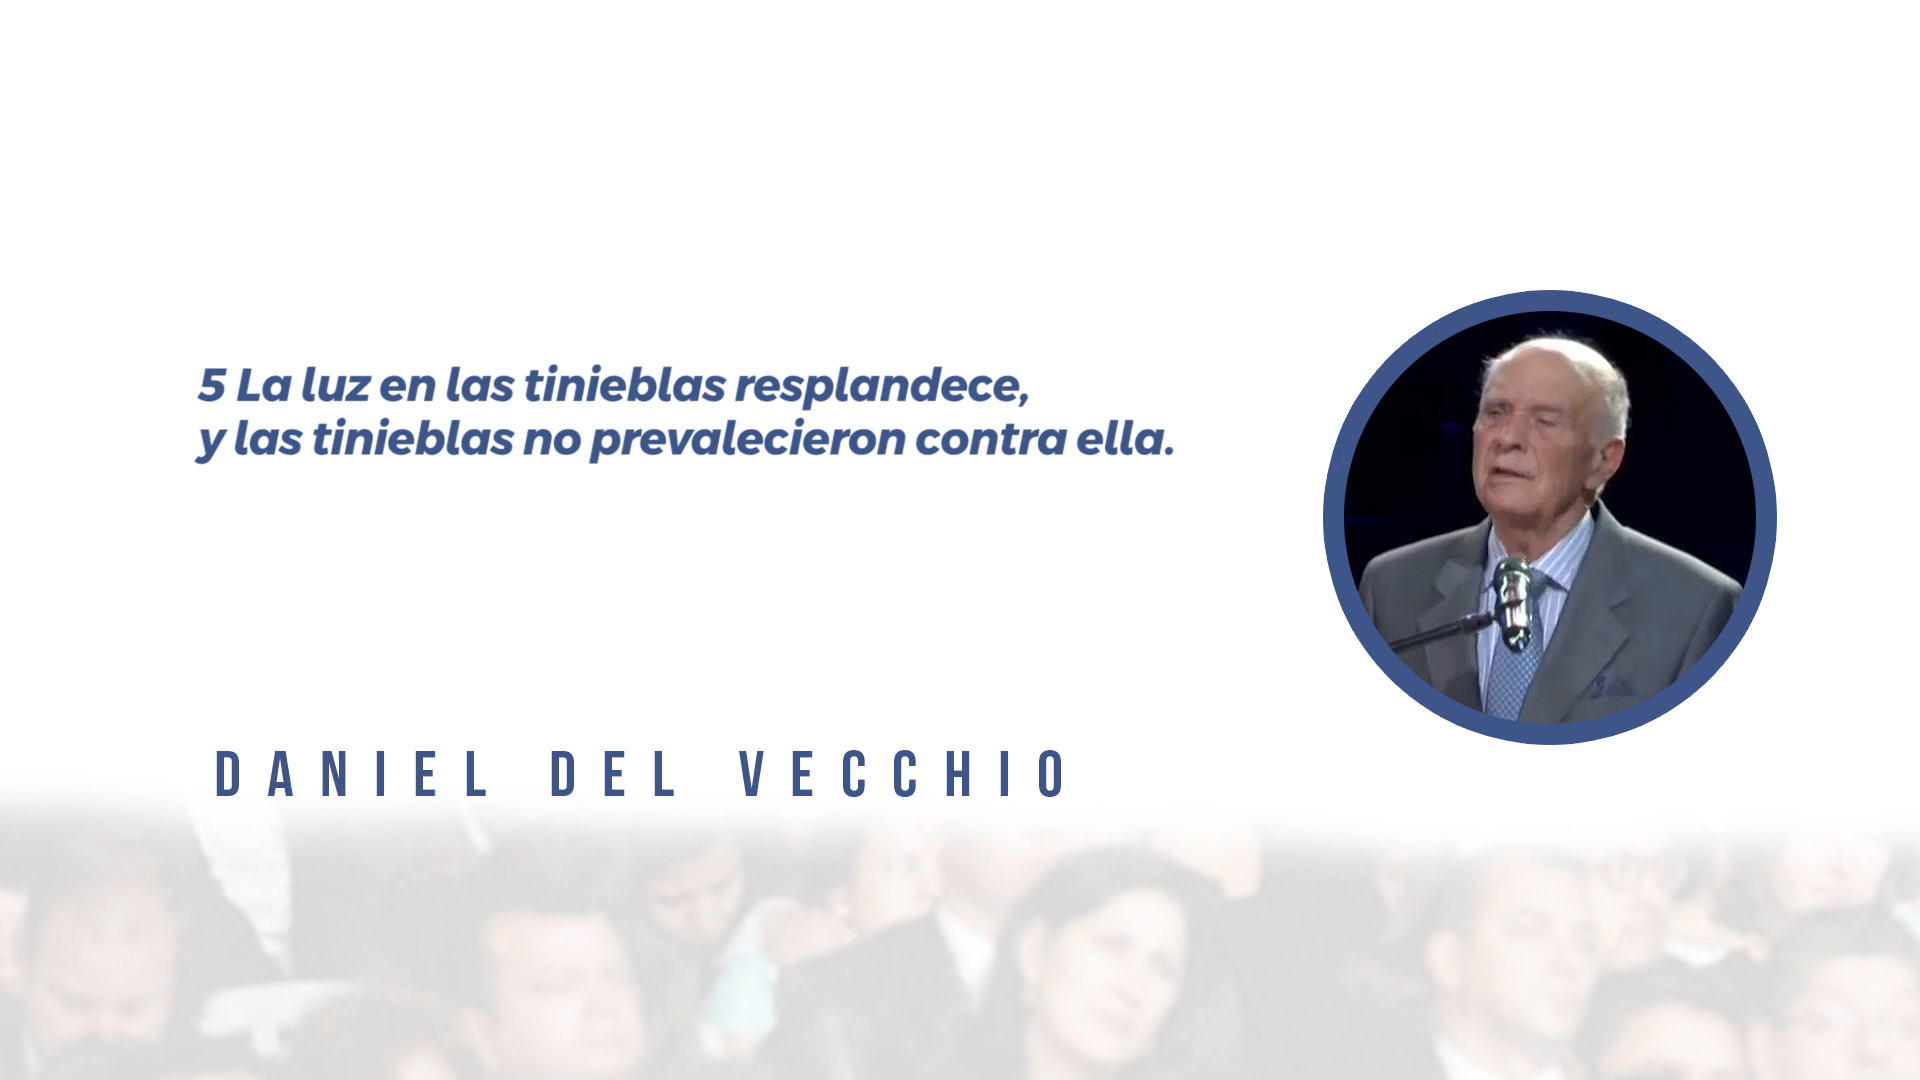 5 La luz en las tinieblas resplandece,
y las tinieblas no prevalecieron contra ella.
DANIEL DEL VECCHIO